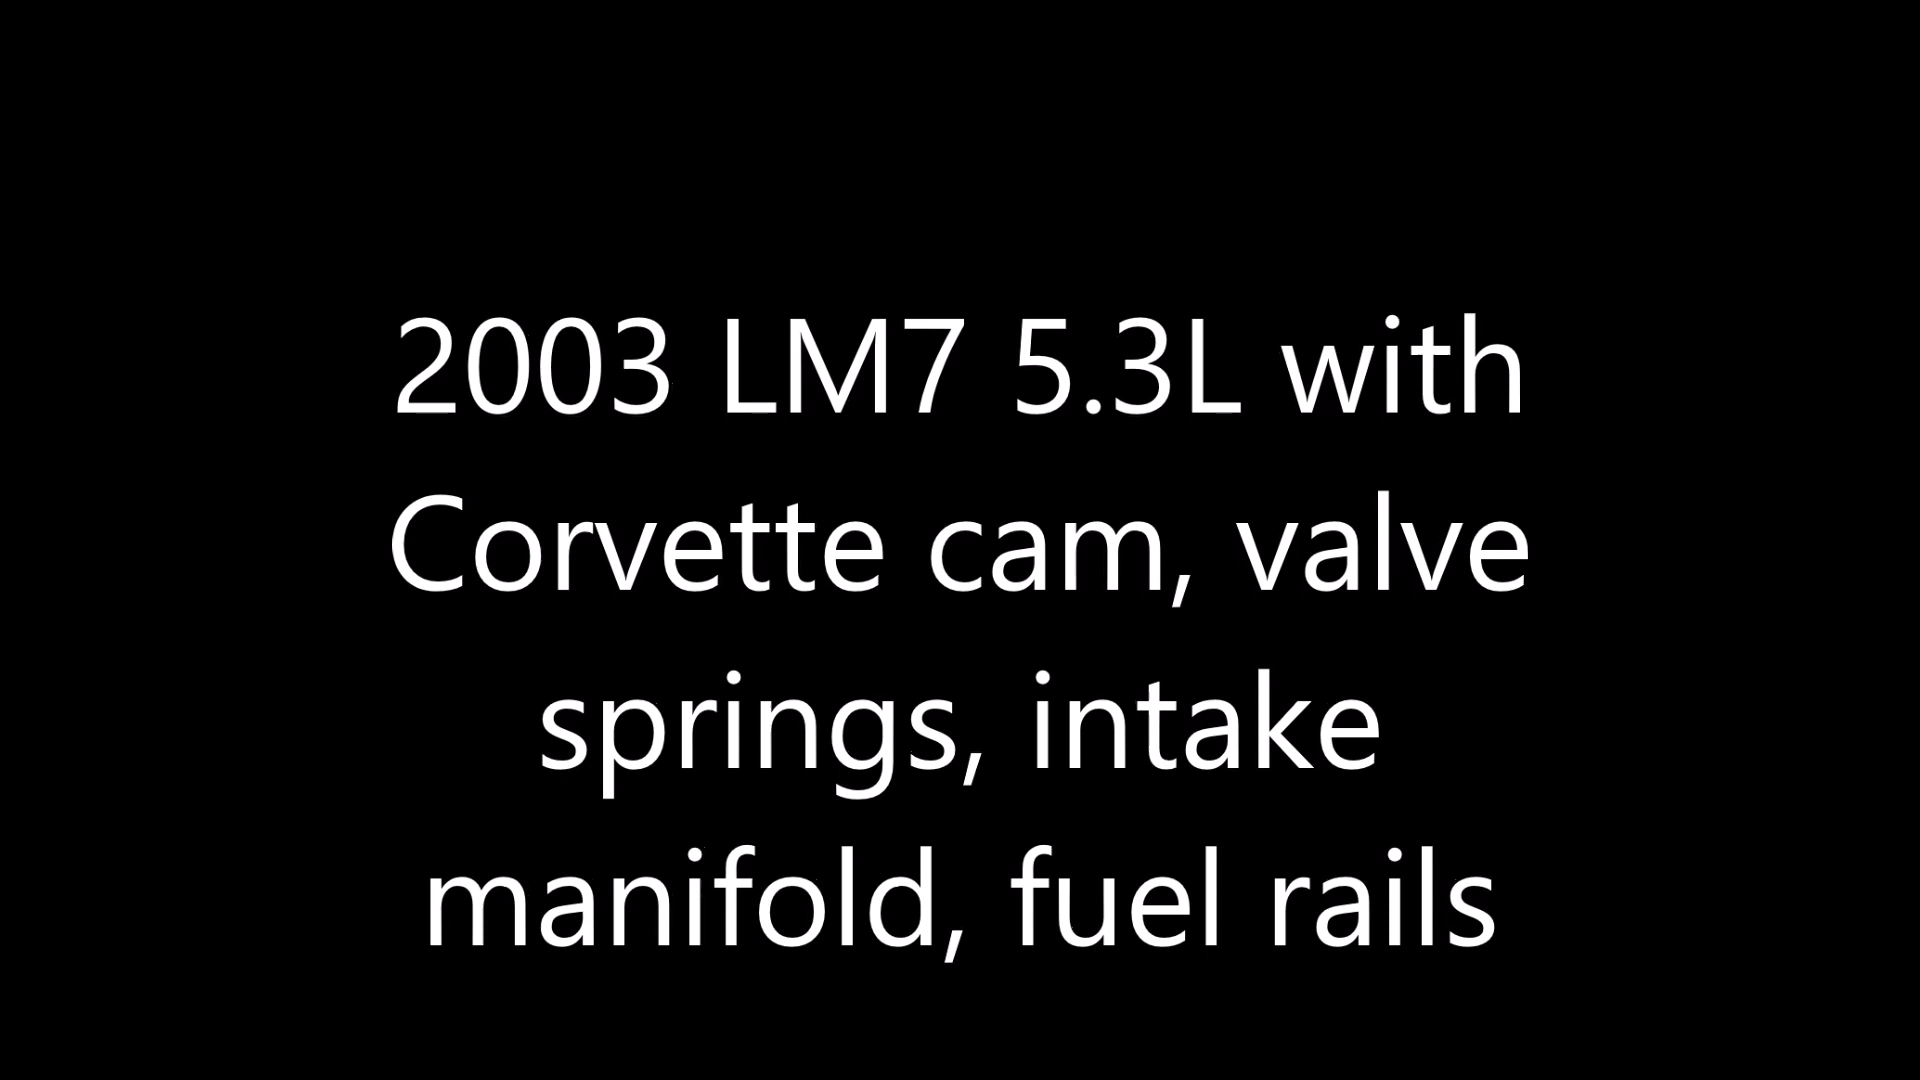 2003 LM7 5.3L with
Corvette cam, valve
springs, intake
manifold, fuel rails